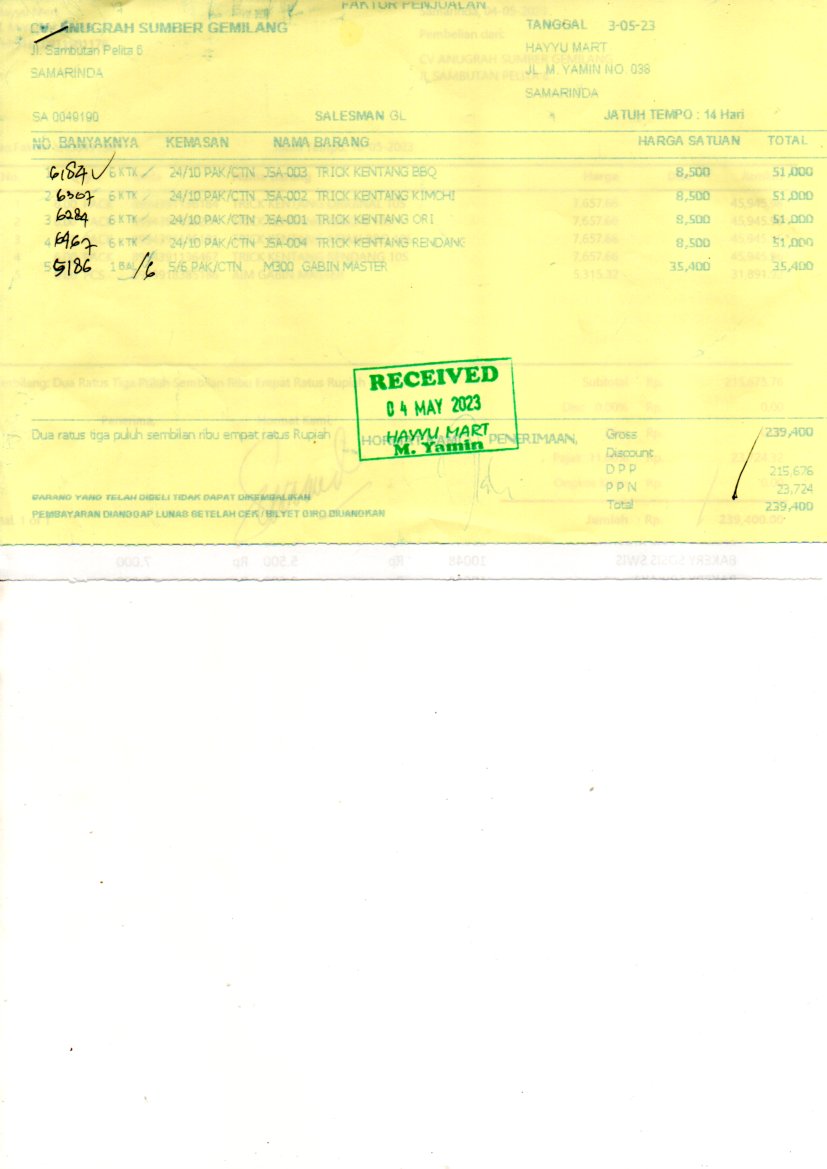 FAKTUR PENJUALAN
CV. ANUGRAH SUMBER GEMILANG TANGGAL 3-05-23
Jl. Sambutan Pelita 6 HAYYU MART
SAMARINDA JL. M. YAMIN NO. 038
SAMARINDA
SA 0049190 SALESMAN GL JATUH TEMPO : 14 Hari
NO. BANYAKNYA KEMASAN NAMA BARANG HARGA SATUAN TOTAL
6184 6 KTK 24/10 PAK/CTN JSA-003 TRICK KENTANG BBQ 8,500 51,000
2 6307 6 KTK 24/10 PAK/CTN JSA-002 TRICK KENTANG KIMCHI 8,500 51,000
3 6284 6 KTK 24/10 PAK/CTN JSA-001 TRICK KENTANG ORI 8,500 51,000
4 6467 6 KTK 24/10 PAK/CTN JSA-004 TRICK KENTANG RENDANG 8,500 51,000
5 5186 1 BAL /6 5/6 PAK/CTN M300 GABIN MASTER 35,400 35,400
RECEIVED
04 MAY 2023
HAYYU MART
M. Yamin
Dua ratus tiga puluh sembilan ribu empat ratus Rupiah HORMAT KAMI PENERIMAAN, Gross 239,400
Discount
D P P 215,676
P P N 23,724
Total 239,400
BARANG YANG TELAH DIBELI TIDAK DAPAT DIKEMBALIKAN
PEMBAYARAN DIANGGAP LUNAS SETELAH CEK / BILYET GIRO DIUANGKAN